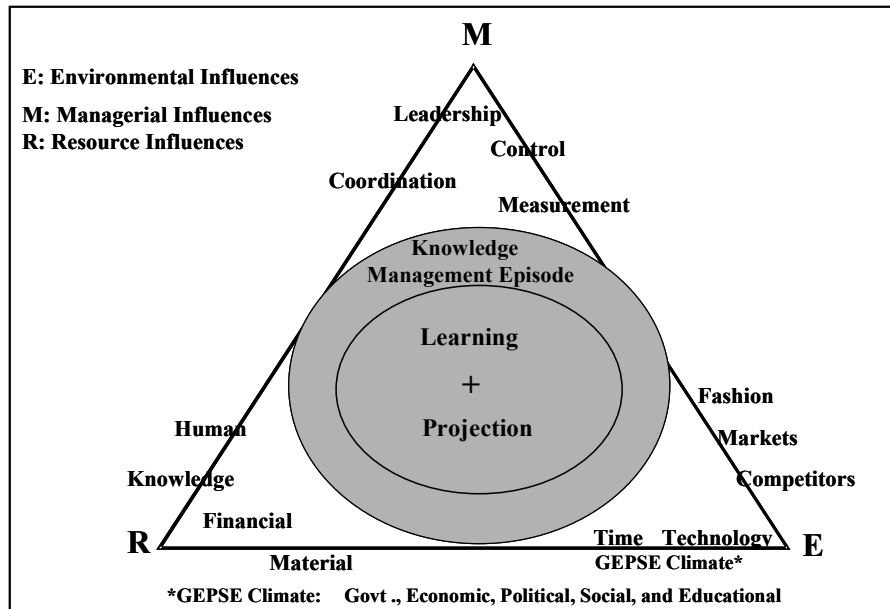 M
E: Environmental Influences
M: Managerial Influences
R: Resource Influences
Leadership
Control
Coordination
Measurement
Knowledge
Management Episode
Learning
+
Projection
Fashion
Human
Markets
Knowledge
Competitors
Financial
R
Time Technology
E
Material
GEPSE Climate*
*GEPSE Climate: Govt ., Economic, Political, Social, and Educational